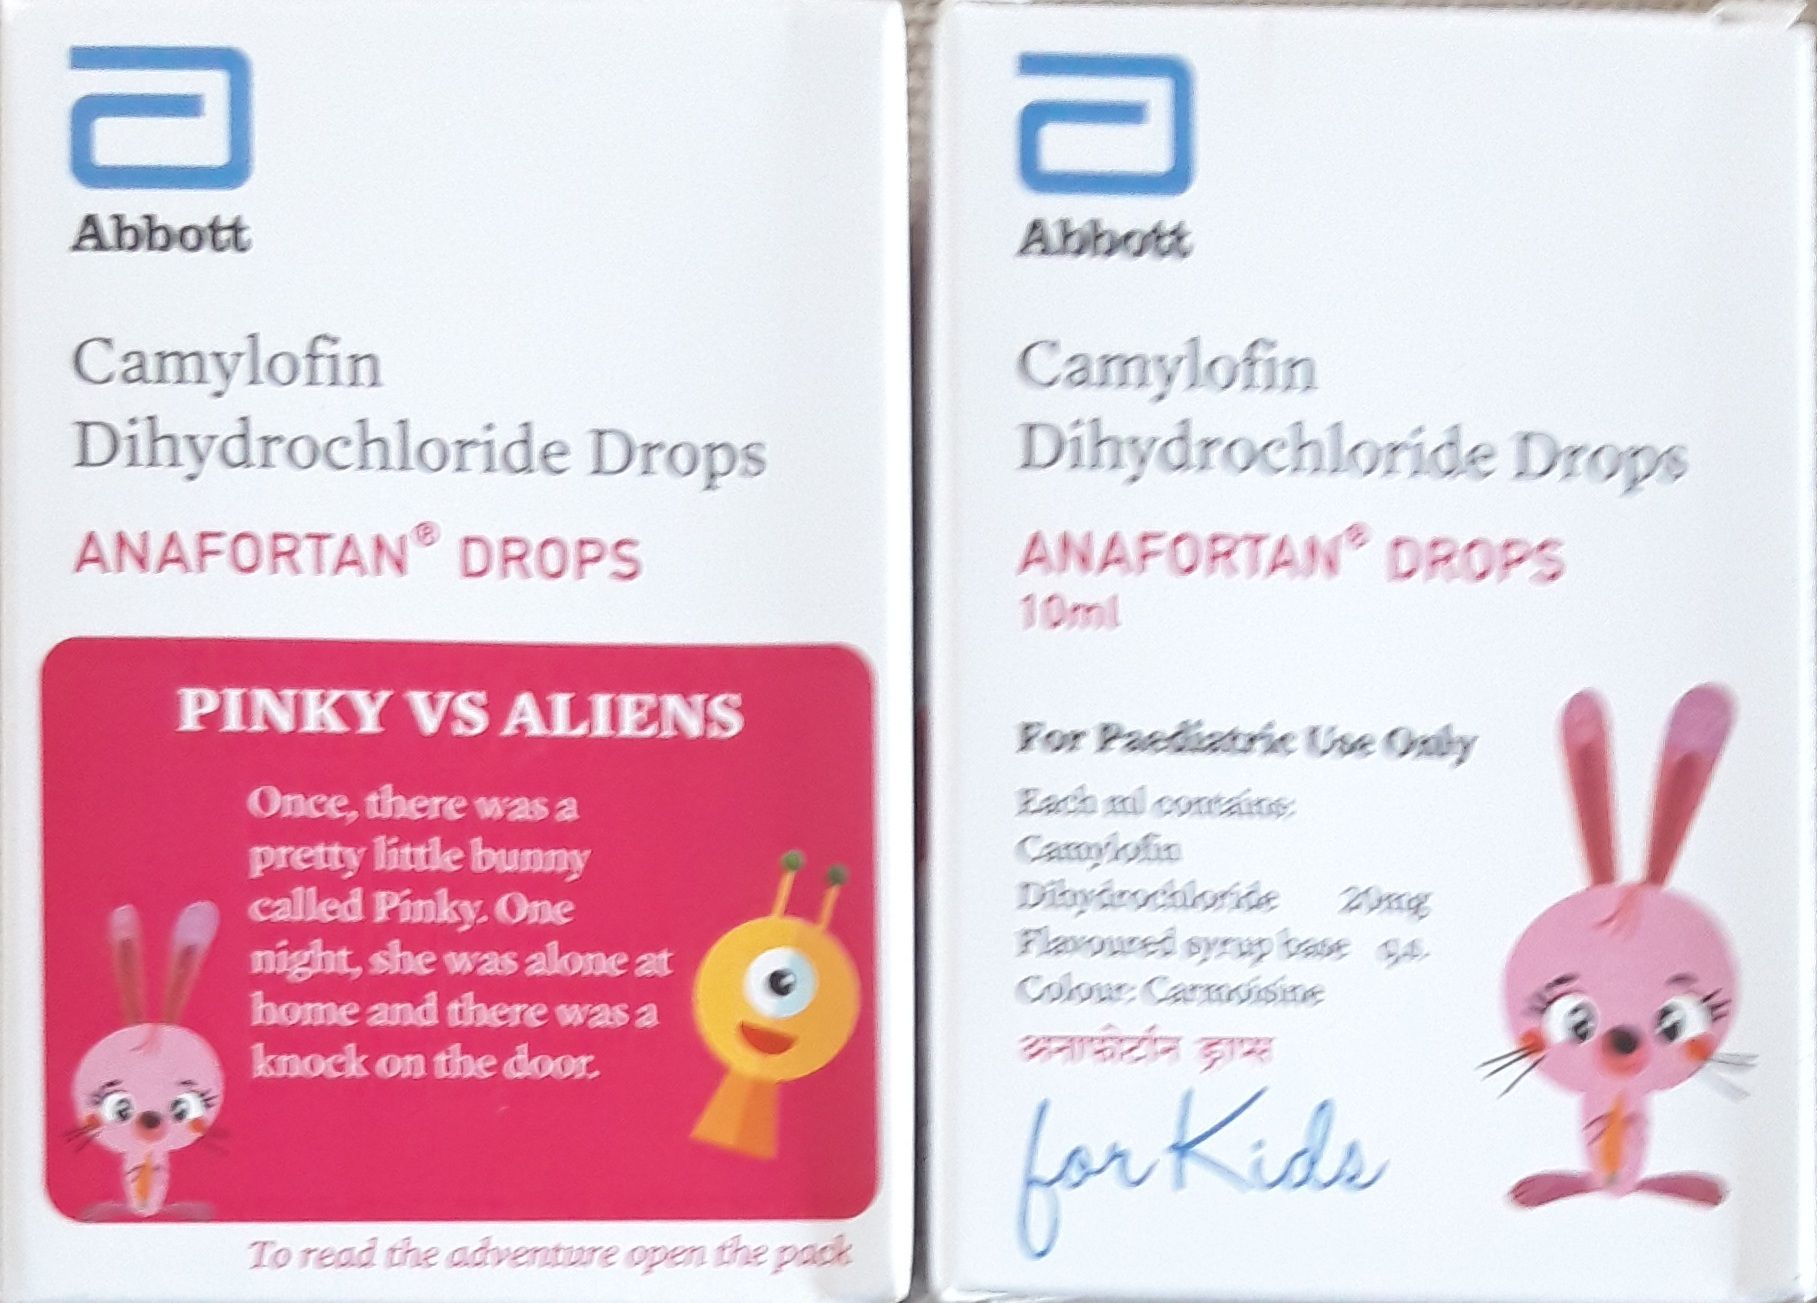 Abbott
Camylofin
Dihydrochloride Drops
ANAFORTAN® DROPS
PINKY VS ALIENS
Once, there was a
pretty little bunny
called Pinky. One
night, she was alone at
home and there was a
knock on the door.
To read the adventure open the pack
Abbott
Camylofin
Dihydrochloride Drops
ANAFORTAN® DROPS
10ml
For Paediatric Use Only
Each ml contains:
Camylofin
Dihydrochloride 20mg
Flavoured syrup base q.s.
Colour: Carmoisine
अनाफोर्टान ड्राप्स
for Kids